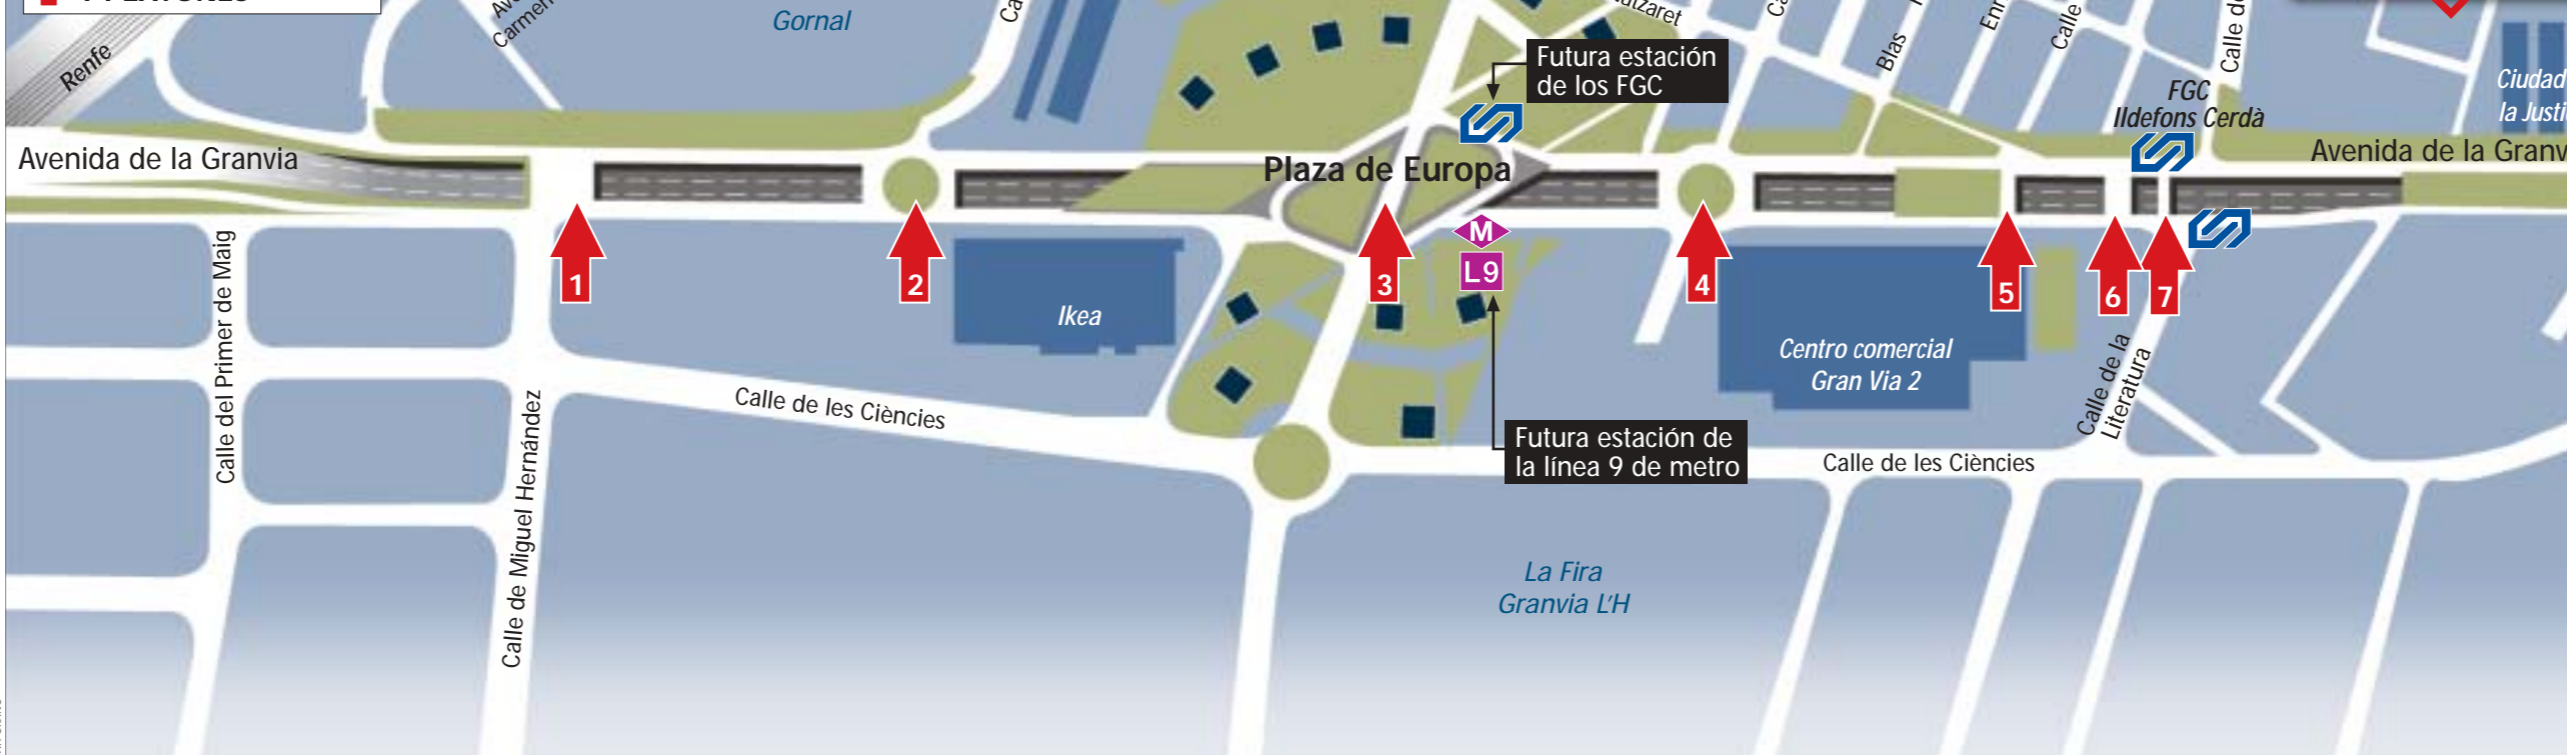 Renfe
Carmen
Gornal
Futura estación
de los FGC
Blas
Calle
Calle
FGC
Ildefons Cerdà
Ciudad
Avenida de la Granvia
Plaza de Europa
Avenida de la Granv
M
L9
1
2
3
4
5
6
7
Ikea
Centro comercial
Gran Via 2
Calle del Primer de Maig
Calle de Miguel Hernández
Calle de les Ciències
Calle de la
Literatura
Futura estación de
la línea 9 de metro
Calle de les Ciències
La Fira
Granvia L'H